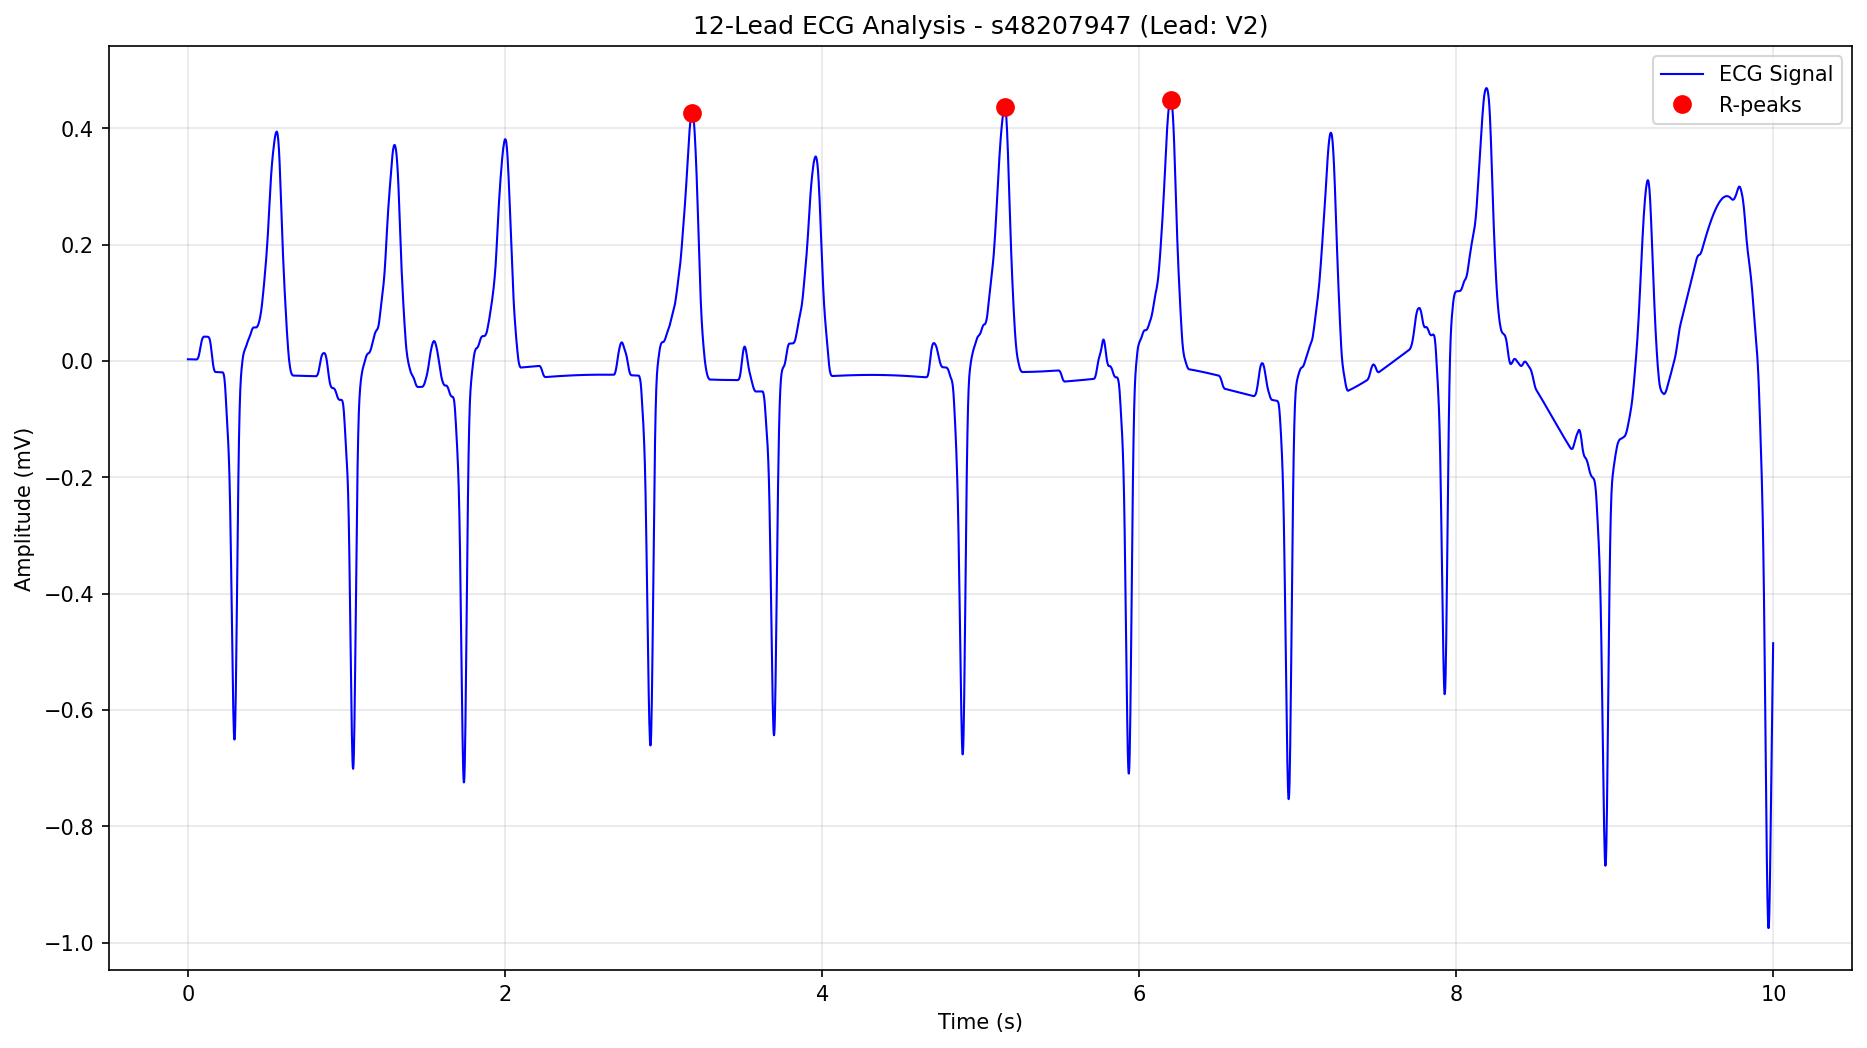 12-Lead ECG Analysis - s48207947 (Lead: V2)
ECG Signal
R-peaks
Amplitude (mV)
0.4
0.2
0.0
−0.2
−0.4
−0.6
−0.8
−1.0
0 2 4 6 8 10
Time (s)